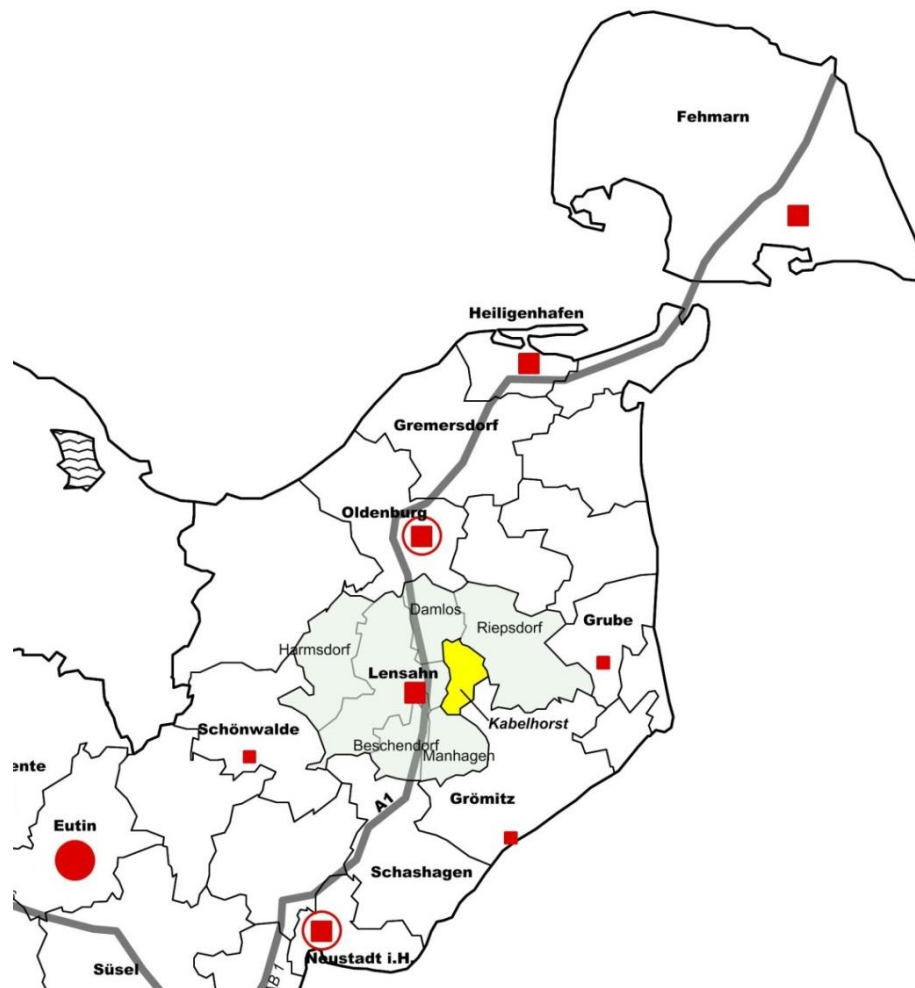 Fehmarn
Heiligenhafen
Gremersdorf
Oldenburg
Damlos
Riepsdorf
Grube
Harmsdorf
Lensahn
Kabelhorst
Schönwalde
Beschendorf
Manhagen
ente
A1
Grömitz
Eutin
Schashagen
Neustadt i.H.
Süsel
B1